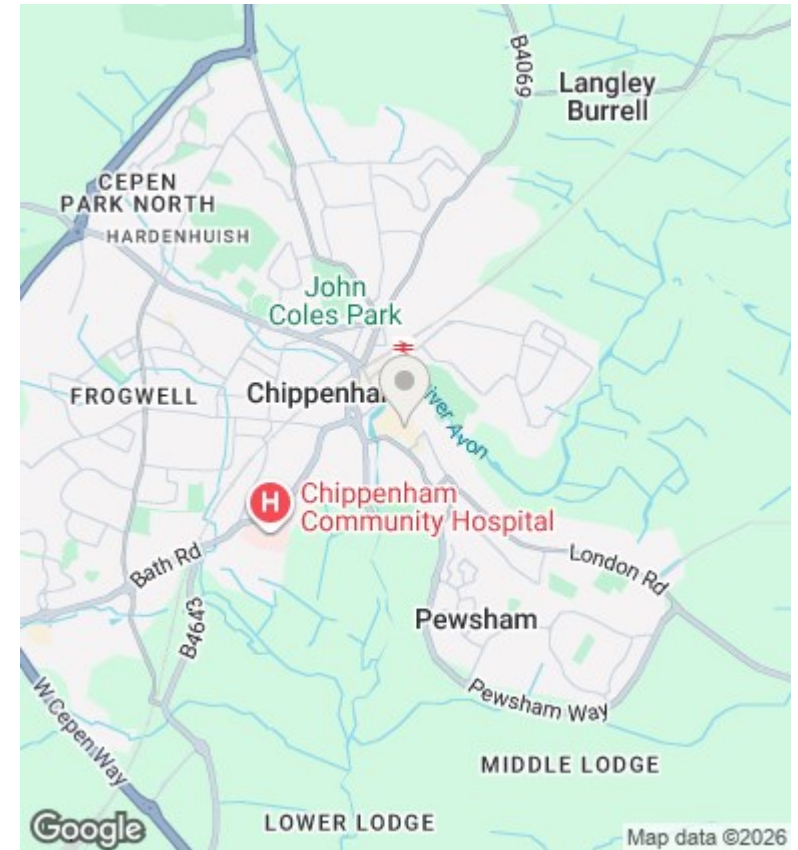 B4069
Langley
Burrell
CEPEN
PARK NORTH
HARDENHUISH
John
Coles Park
FROGWELL
Chippenha
iver Avon
H
Chippenham
Community Hospital
Bath Rd
London Rd
B4643
Pewsham
W Cepen Way
Pewsham Way
MIDDLE LODGE
LOWER LODGE
Google
Map data ©2026